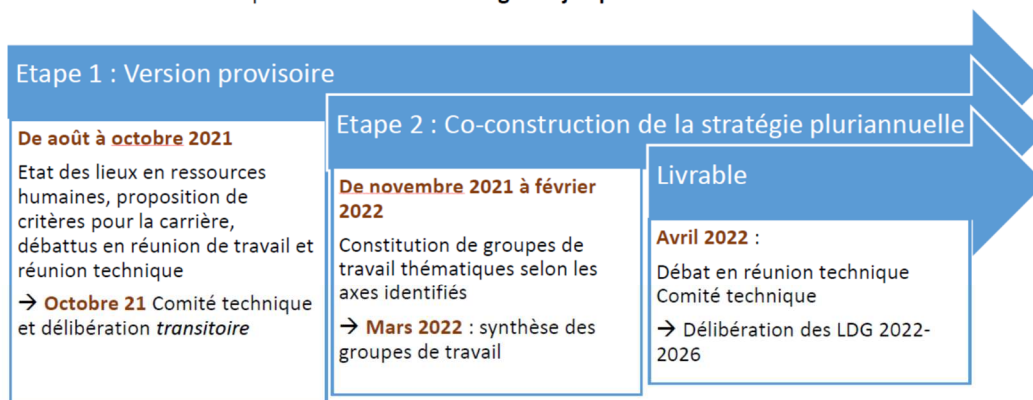 Etape 1 : Version provisoire
De août à octobre 2021
Etat des lieux en ressources
humaines, proposition de
critères pour la carrière,
débattus en réunion de travail et
réunion technique
→ Octobre 21 Comité technique
et délibération transitoire
Etape 2 : Co-construction de la stratégie pluriannuelle
De novembre 2021 à février
2022
Constitution de groupes de
travail thématiques selon les
axes identifiés
→ Mars 2022 : synthèse des
groupes de travail
Livrable
Avril 2022 :
Débat en réunion technique
Comité technique
→ Délibération des LDG 2022-
2026